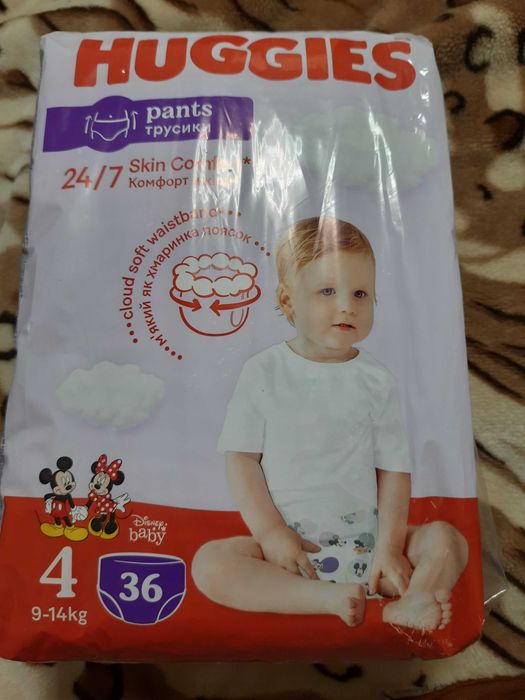 HUGGIES
pants
трусики
24/7
Skin Comfort*
Комфорт
cloud soft waistband
м'який як хмаринка поясок
Disney
baby
4
36
9-14kg